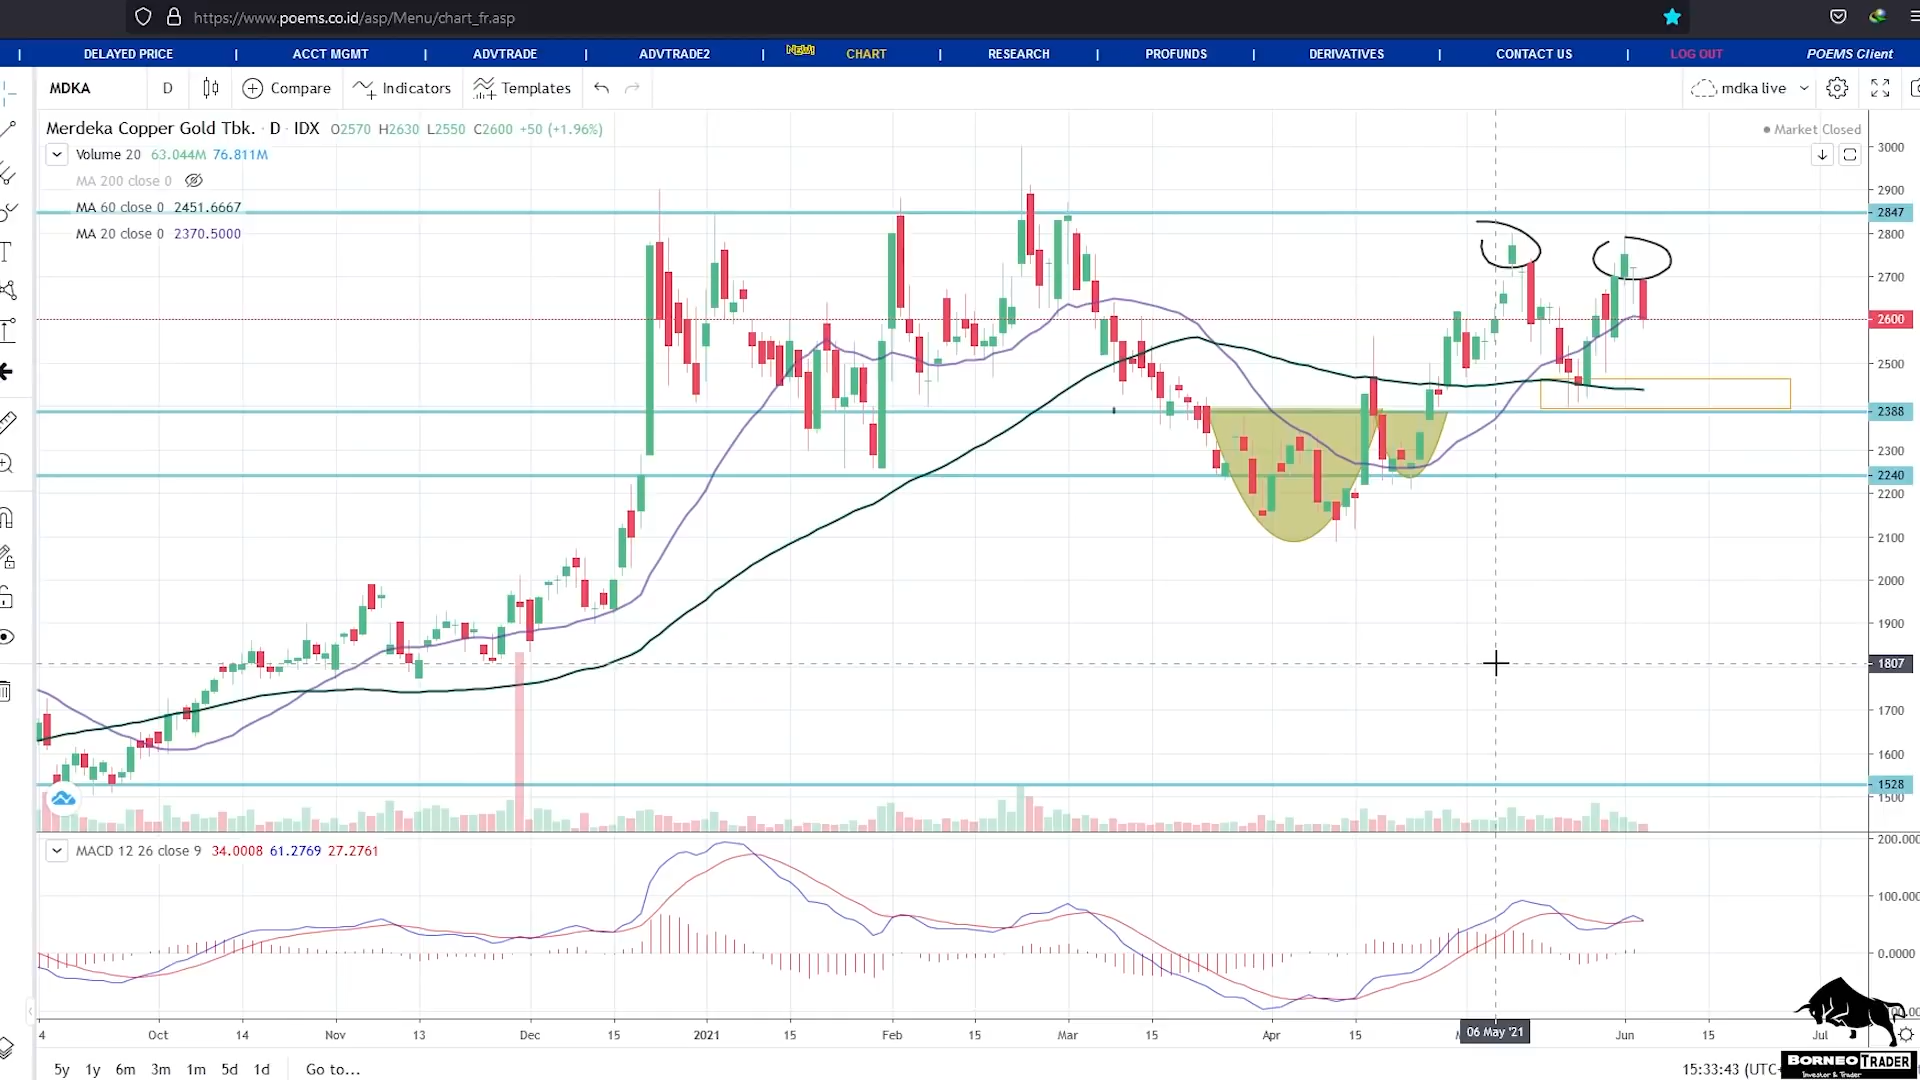 https://www.poems.co.id/asp/Menu/chart_fr.asp
| DELAYED PRICE | ACCT MGMT | ADVTRADE | ADVTRADE2 | NEW! CHART | RESEARCH | PROFUNDS | DERIVATIVES | CONTACT US | LOG OUT POEMS Client
MDKA D Compare Indicators Templates mdka live
Merdeka Copper Gold Tbk. · D · IDX O2570 H2630 L2550 C2600 +50 (+1.96%)
Market Closed
Volume 20 63.044M 76.811M
MA 200 close 0
MA 60 close 0 2451.6667
MA 20 close 0 2370.5000
3000
2900
2847
2800
2700
2600
2500
2388
2300
2240
2200
2100
2000
1900
1807
1700
1600
1528
1500
MACD 12 26 close 9 34.0008 61.2769 27.2761
200.000
100.000
0.0000
4 Oct 14 Nov 13 Dec 15 2021 15 Feb 15 Mar 15 Apr 15 06 May '21 Jun 15 Jul
5y 1y 6m 3m 1m 5d 1d Go to...
15:33:43 (UTC
BORNEO TRADER
Investor & Trader